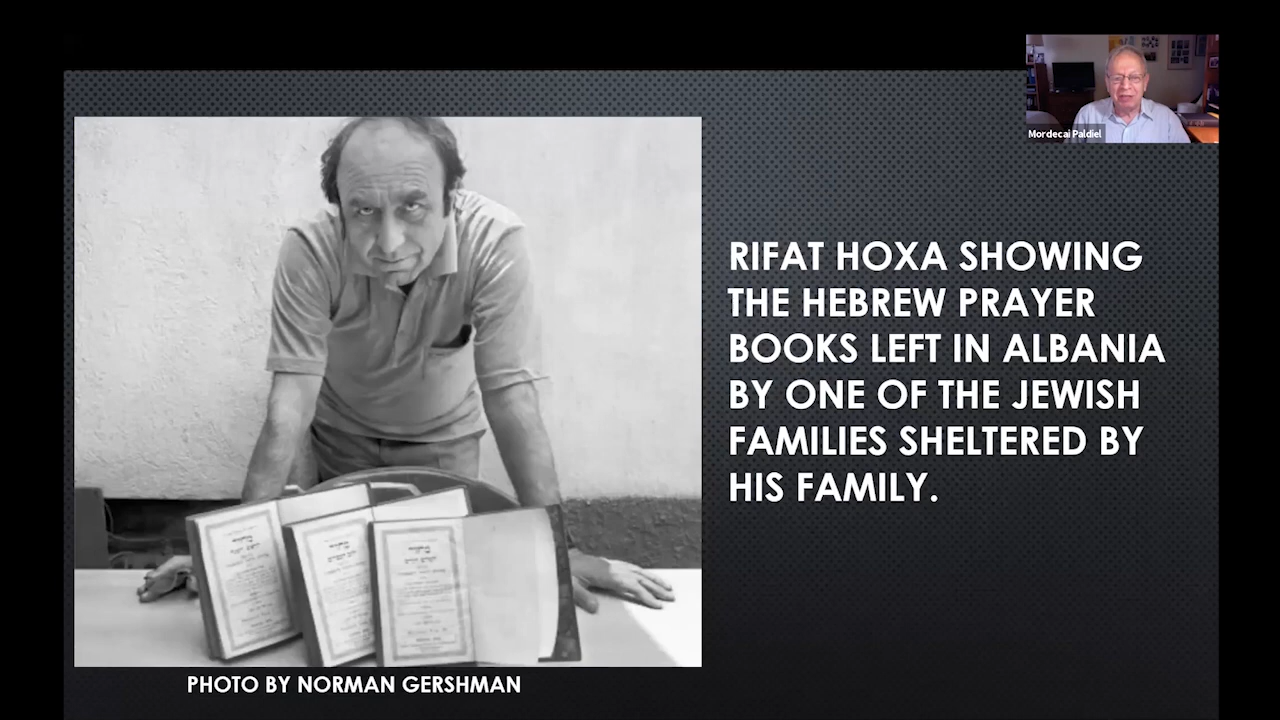 Mordecai Paldiel
RIFAT HOXA SHOWING
THE HEBREW PRAYER
BOOKS LEFT IN ALBANIA
BY ONE OF THE JEWISH
FAMILIES SHELTERED BY
HIS FAMILY.
PHOTO BY NORMAN GERSHMAN